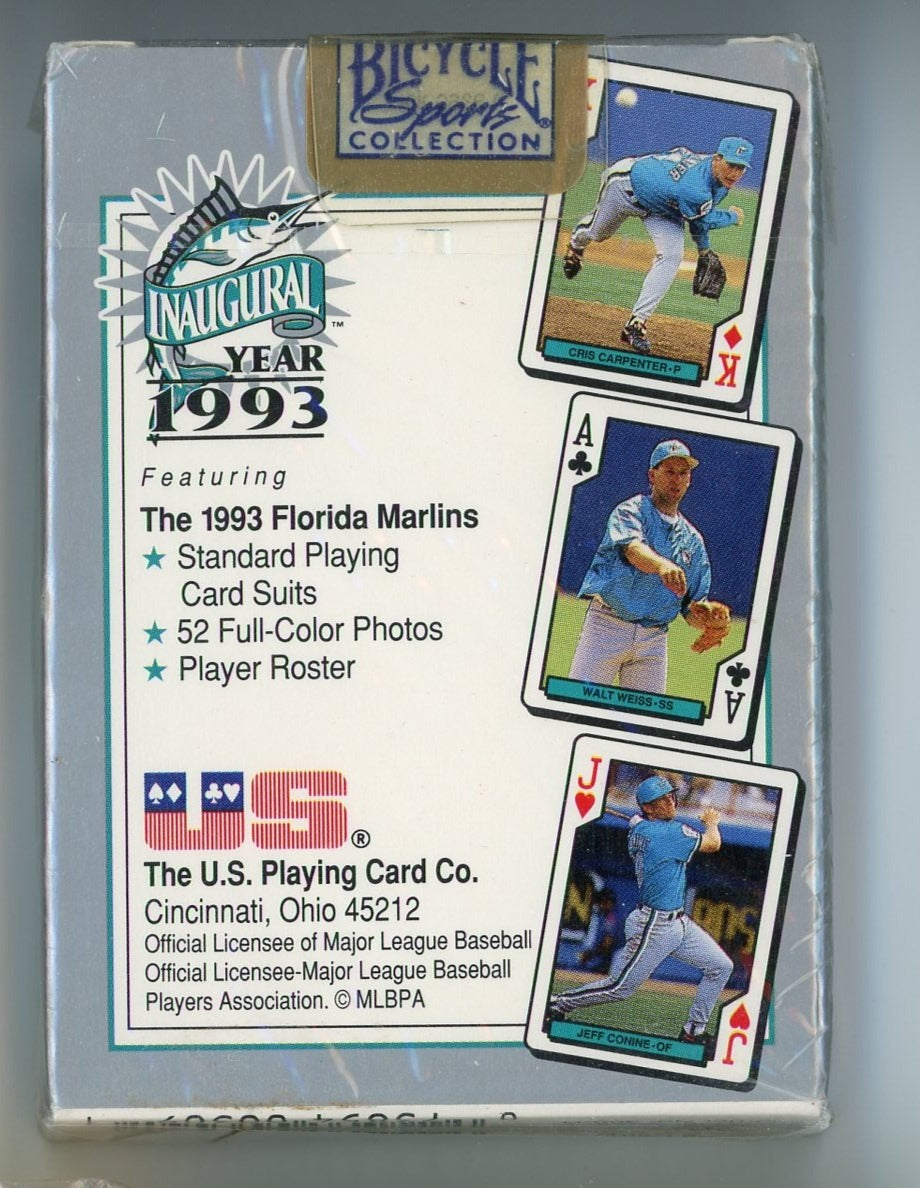 BICYCLE
Sports®
COLLECTION
INAUGURAL™
YEAR
1993
Featuring
The 1993 Florida Marlins
★ Standard Playing
Card Suits
★ 52 Full-Color Photos
★ Player Roster
US®
The U.S. Playing Card Co.
Cincinnati, Ohio 45212
Official Licensee of Major League Baseball
Official Licensee-Major League Baseball
Players Association. © MLBPA
K
CRIS CARPENTER-P
K
A
WALT WEISS-SS
A
J
JEFF CONINE-OF
J